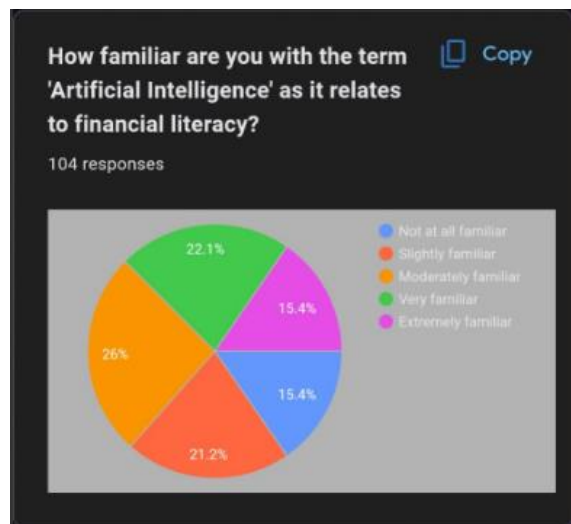 How familiar are you with the term
'Artificial Intelligence' as it relates
to financial literacy?
Copy
104 responses
22.1%
15.4%
26%
15.4%
21.2%
Not at all familiar
Slightly familiar
Moderately familiar
Very familiar
Extremely familiar